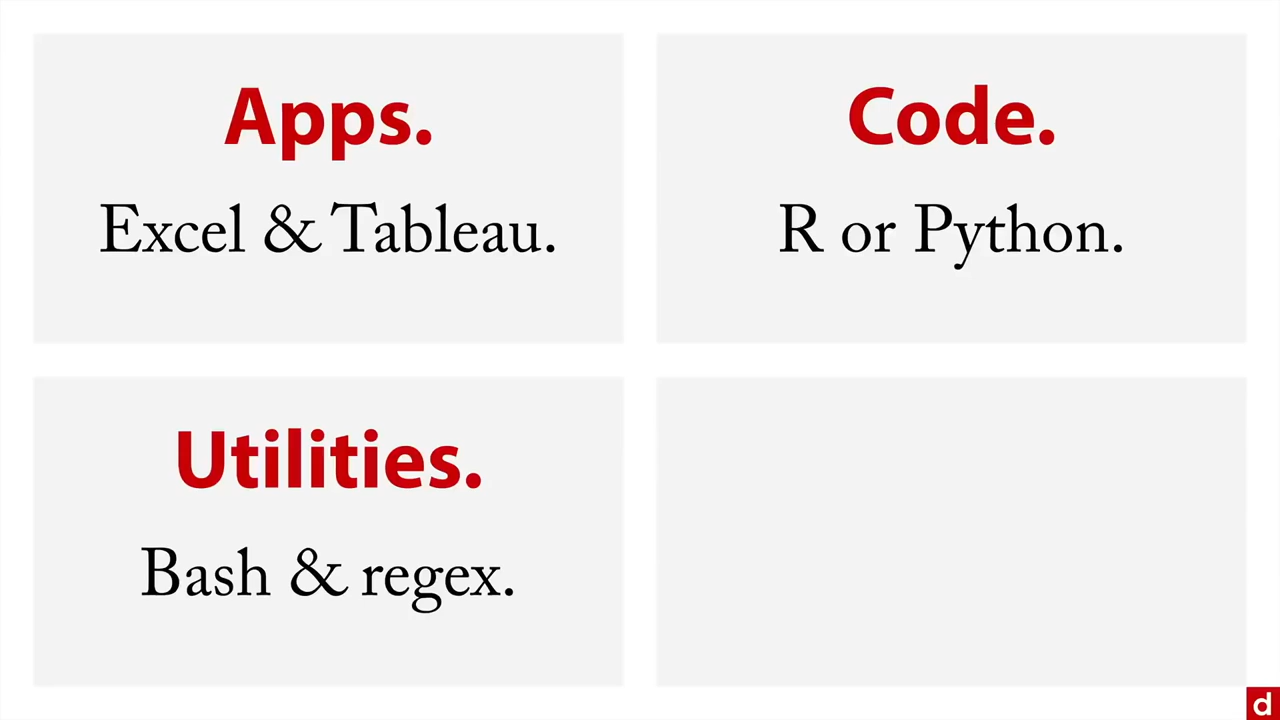 Apps.
Excel & Tableau.
Code.
R or Python.
Utilities.
Bash & regex.
d